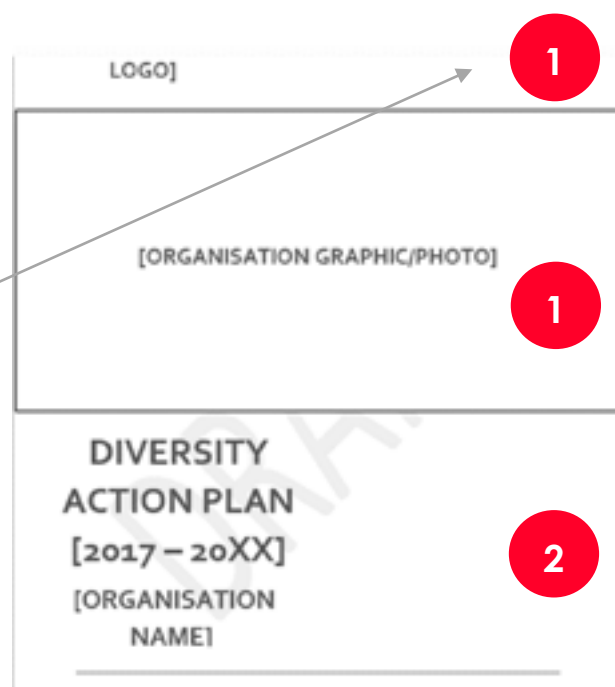 1
LOGO]
[ORGANISATION GRAPHIC/PHOTO]
1
DIVERSITY
ACTION PLAN
[2017 – 20XX]
2
[ORGANISATION
NAME]